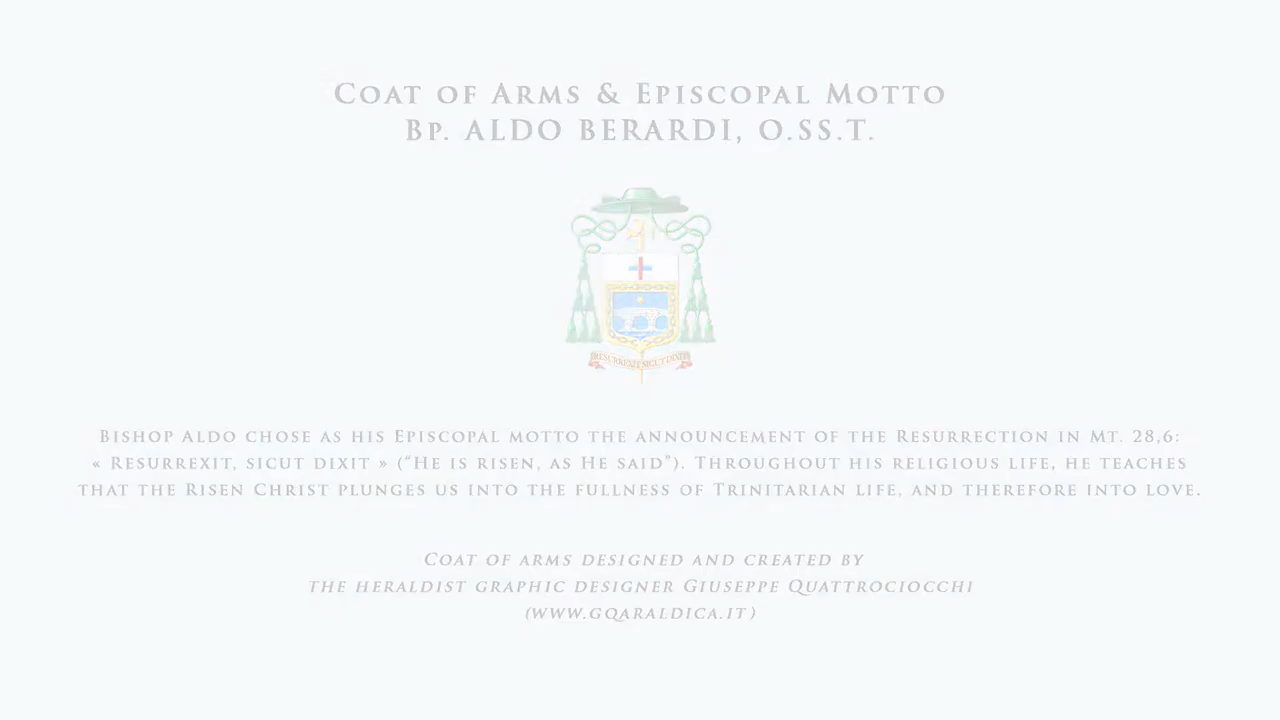 Coat of Arms & Episcopal Motto
Bp. ALDO BERARDI, O.SS.T.
RESURREXIT SICUT DIXIT
Bishop Aldo chose as his Episcopal motto the announcement of the Resurrection in Mt. 28,6:
« Resurrexit, sicut dixit » (“He is risen, as He said”). Throughout his religious life, he teaches
that the Risen Christ plunges us into the fullness of Trinitarian life, and therefore into love.
Coat of arms designed and created by
the heraldist graphic designer Giuseppe Quattrociocchi
(www.gqaraldica.it)